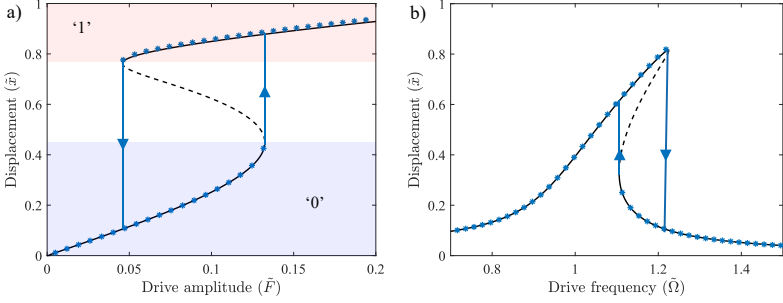 a)
‘1’
‘0’
Displacement (x̃)
1
0.8
0.6
0.4
0.2
0
0 0.05 0.1 0.15 0.2
Drive amplitude (F̃)
b)
Displacement (x̃)
1
0.8
0.6
0.4
0.2
0
0.8 1 1.2 1.4
Drive frequency (Ω̃)